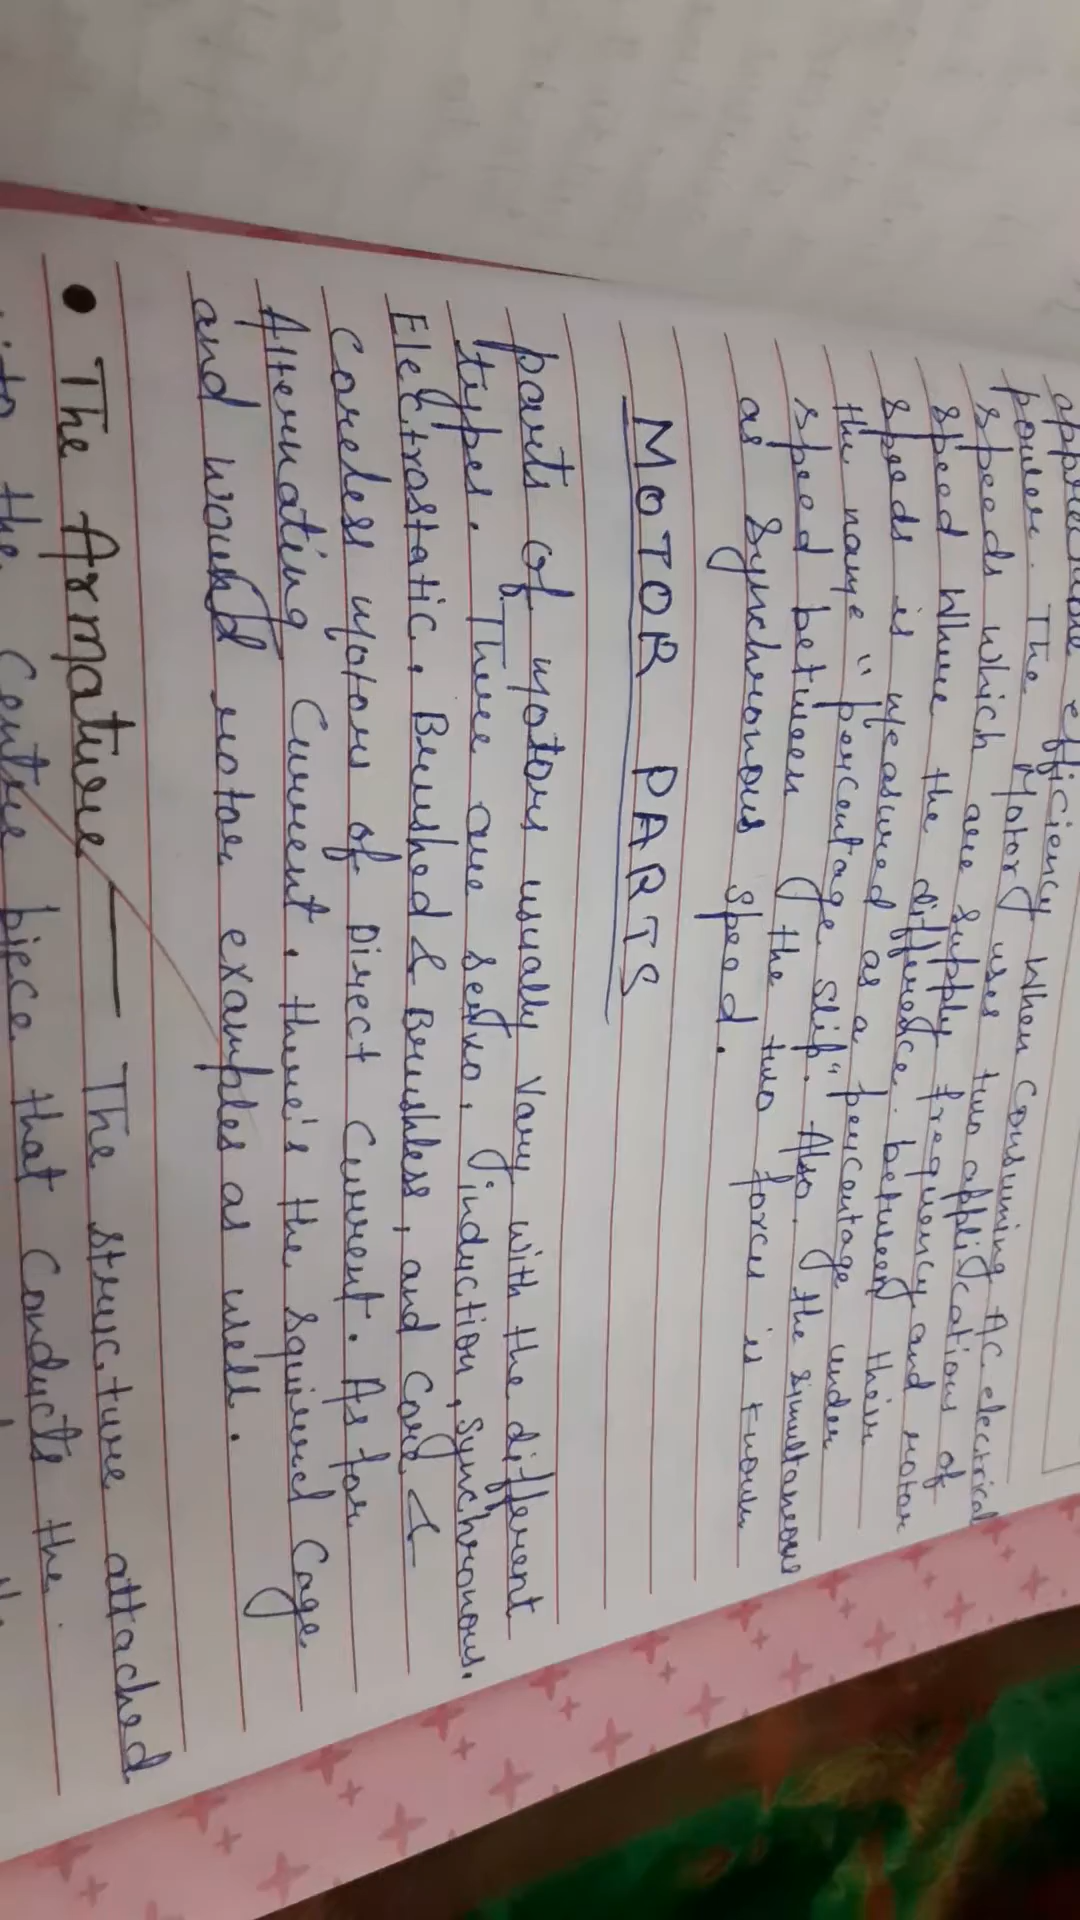 efficiency when consuming AC electrical
power. The Motor uses two applications of
speeds which are supply frequency and rotor
speed where the difference. between their
speeds is measured as a percentage under
the name "percentage slip". Also, the simultaneous
speed between the two forces is known
as Synchronous speed.
MOTOR PARTS
parts of motors usually vary with the different
types. There are servo, induction, synchronous.
Electrostatic, Brushed & Brushless, and Cord &
Coreless motors of Direct Current. As for
Alternating Current, there's the squirrel Cage
and wound rotor examples as well.
• The Armature — The structure attached
into the Centre piece that Conducts the